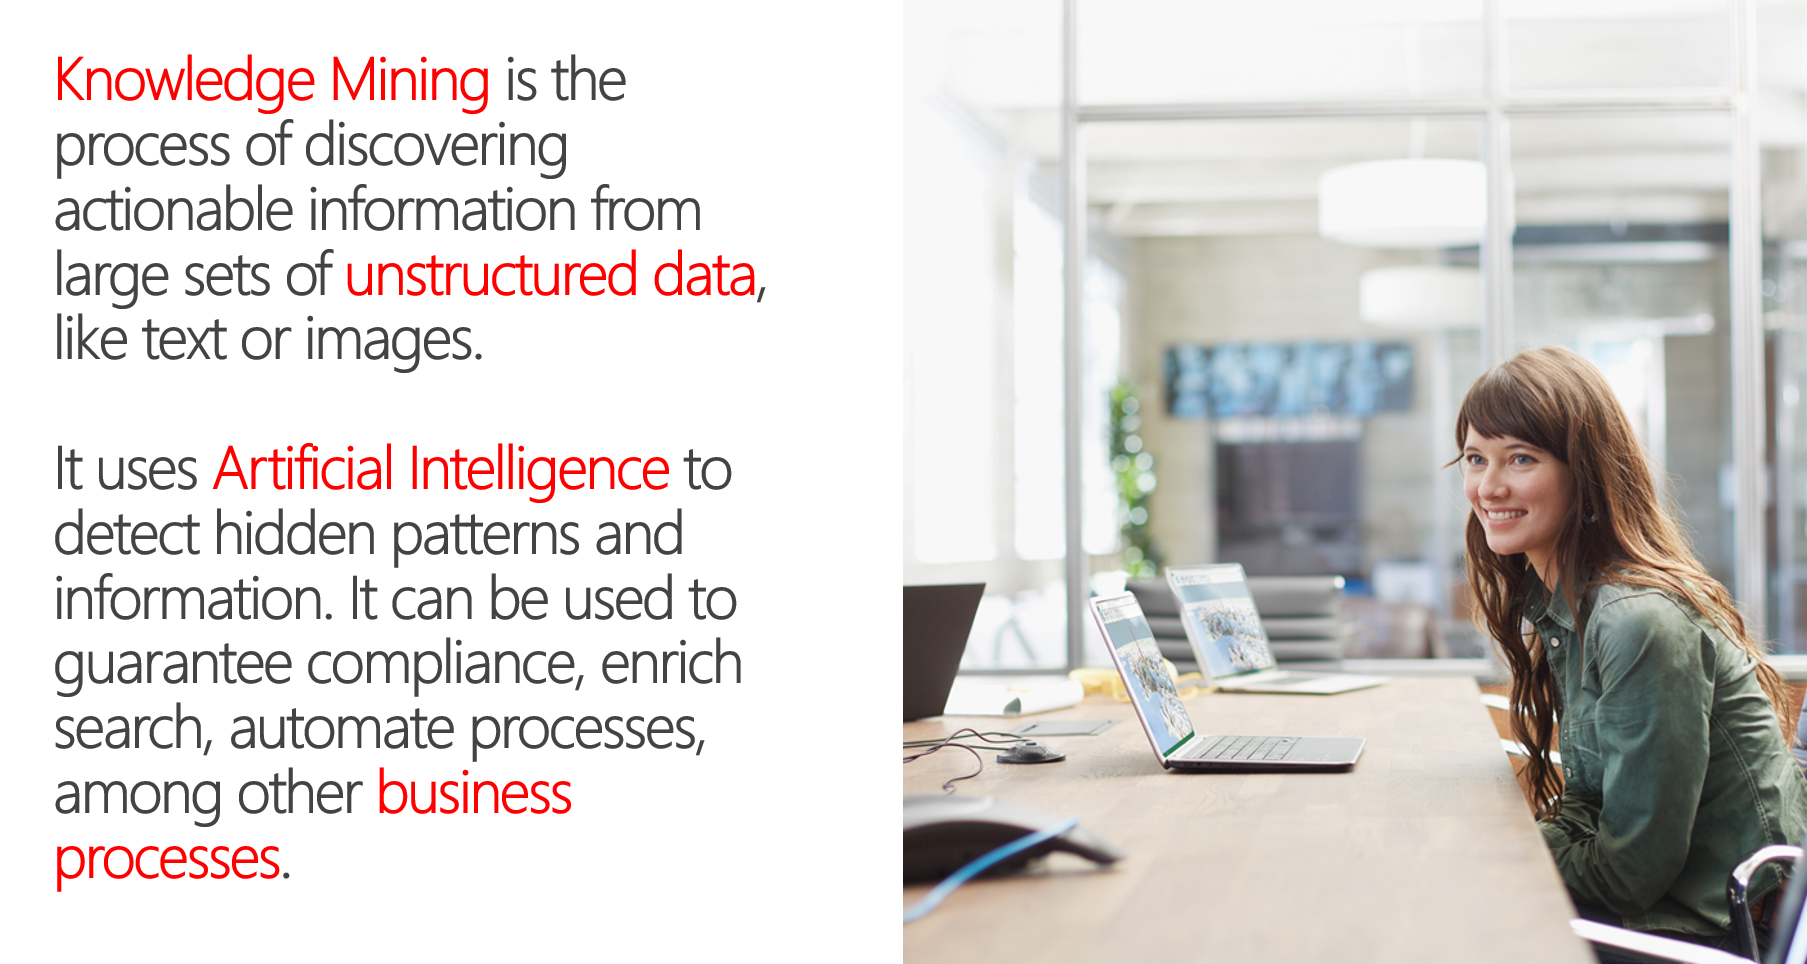 Knowledge Mining is the
process of discovering
actionable information from
large sets of unstructured data,
like text or images.
It uses Artificial Intelligence to
detect hidden patterns and
information. It can be used to
guarantee compliance, enrich
search, automate processes,
among other business
processes.